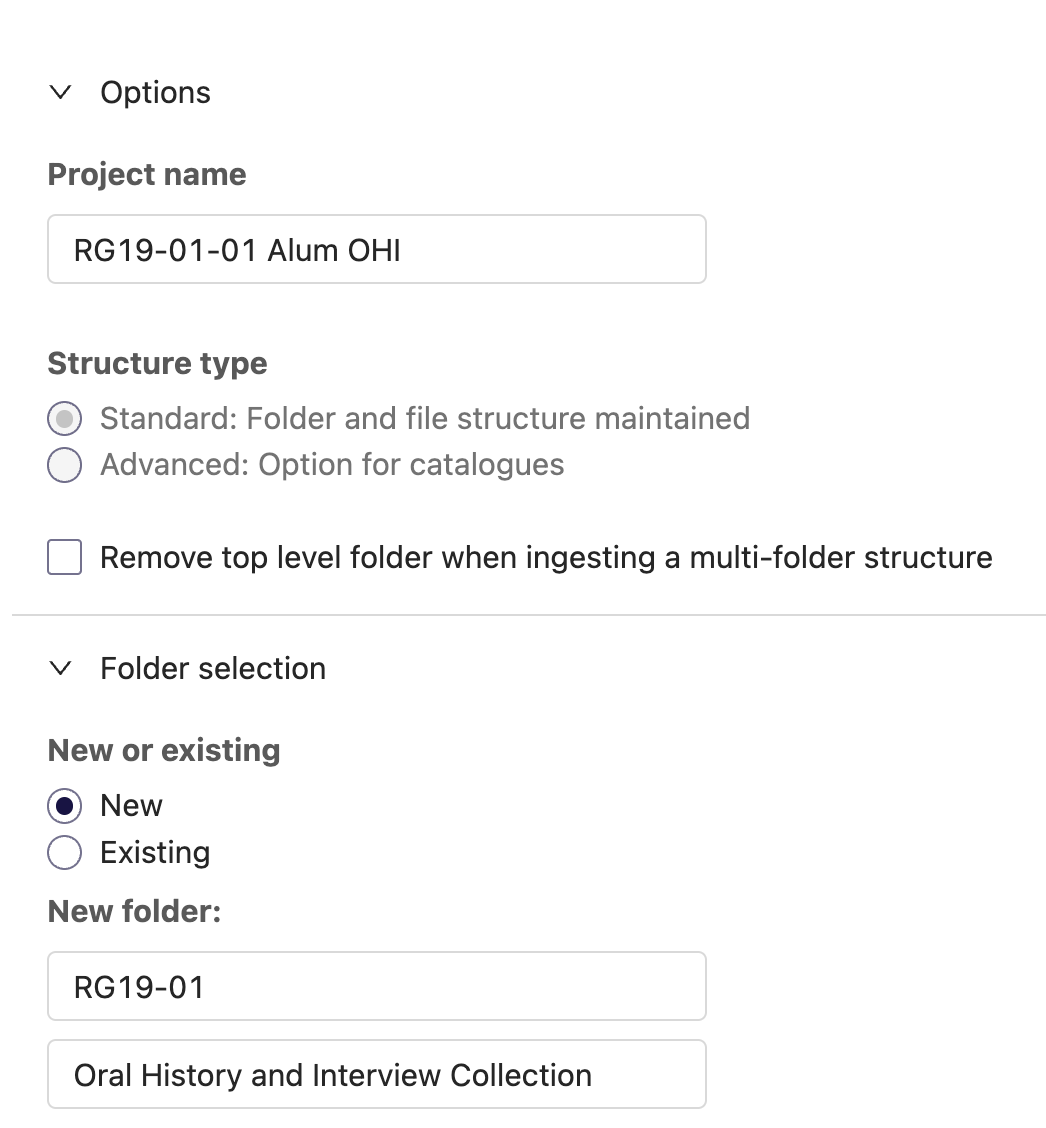 Options
Project name
RG19-01-01 Alum OHI
Structure type
Standard: Folder and file structure maintained
Advanced: Option for catalogues
Remove top level folder when ingesting a multi-folder structure
Folder selection
New or existing
New
Existing
New folder:
RG19-01
Oral History and Interview Collection